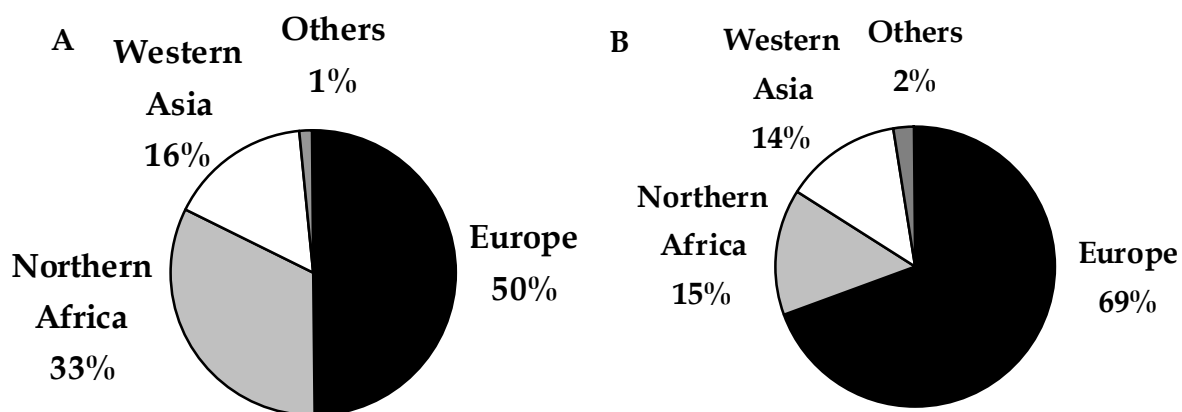 A
Others
1%
Western
Asia
16%
Northern
Africa
33%
Europe
50%
B
Western
Asia
14%
Others
2%
Northern
Africa
15%
Europe
69%